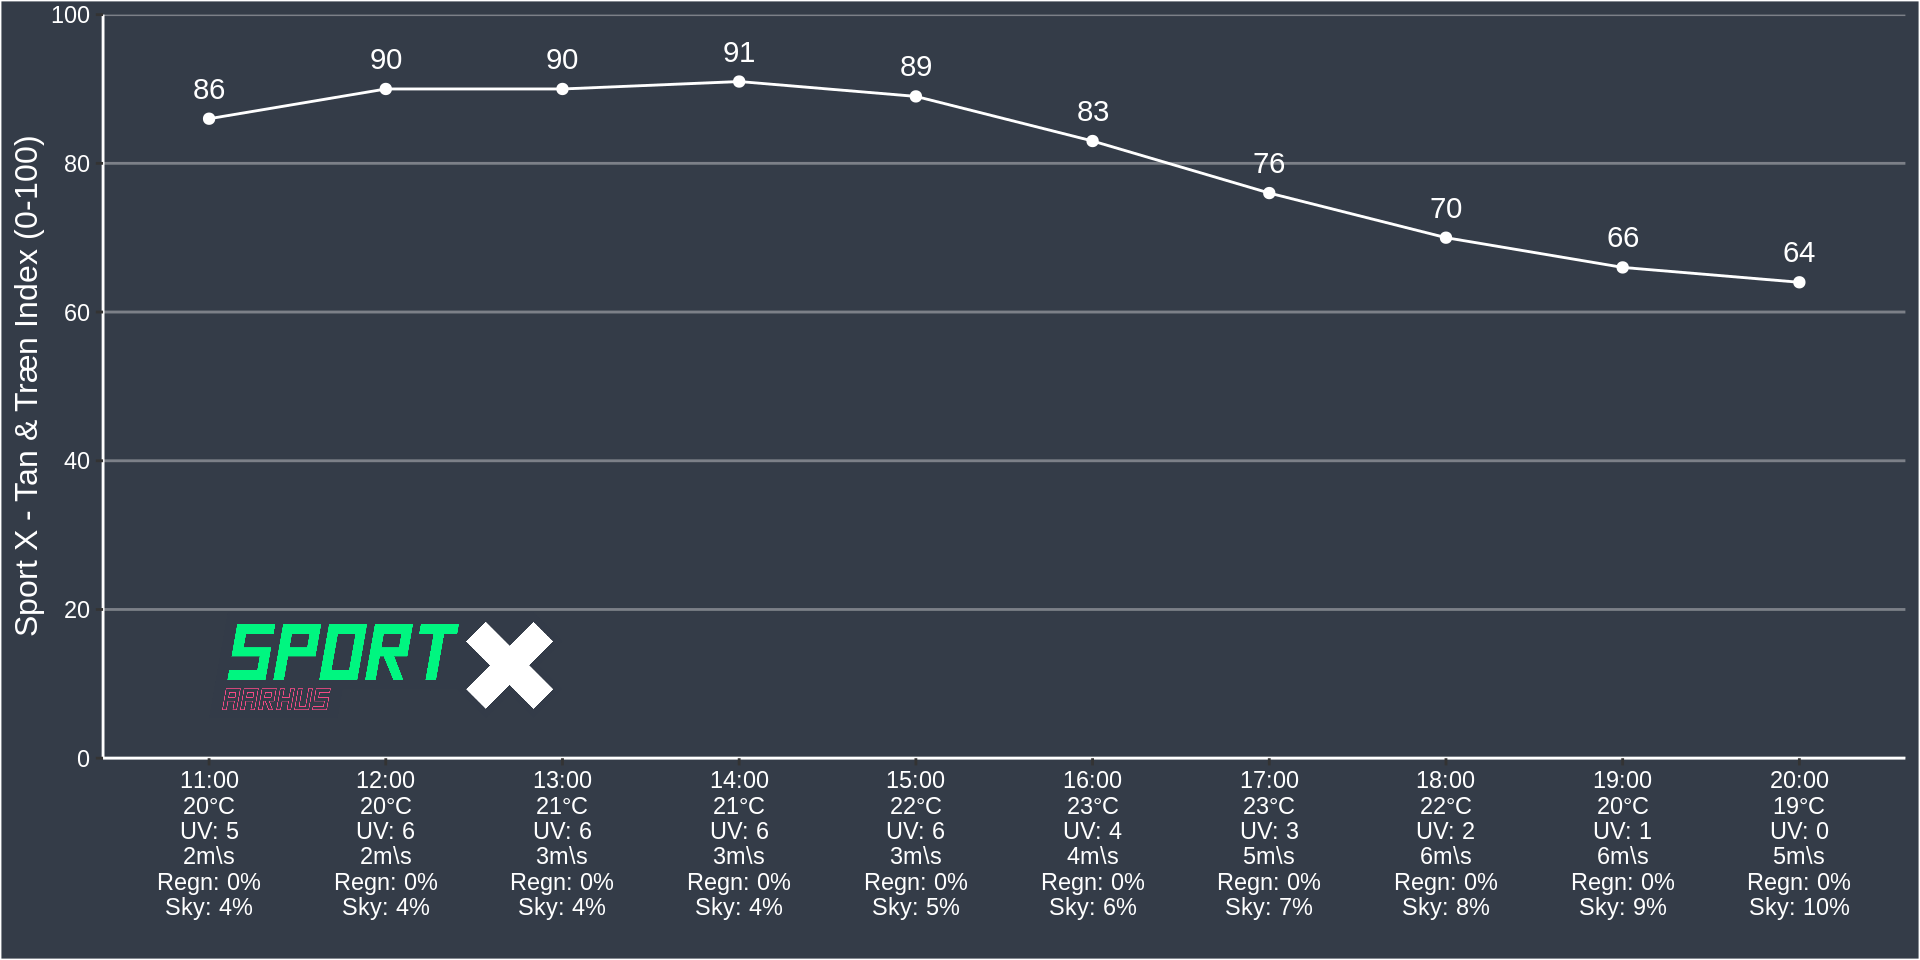 Sport X - Tan & Træn Index (0-100)
100
80
60
40
20
0
86
90
90
91
89
83
76
70
66
64
SPORT X
AARHUS
11:00 12:00 13:00 14:00 15:00 16:00 17:00 18:00 19:00 20:00
20°C 20°C 21°C 21°C 22°C 23°C 23°C 22°C 20°C 19°C
UV: 5 UV: 6 UV: 6 UV: 6 UV: 6 UV: 4 UV: 3 UV: 2 UV: 1 UV: 0
2m\s 2m\s 3m\s 3m\s 3m\s 4m\s 5m\s 6m\s 6m\s 5m\s
Regn: 0% Regn: 0% Regn: 0% Regn: 0% Regn: 0% Regn: 0% Regn: 0% Regn: 0% Regn: 0% Regn: 0%
Sky: 4% Sky: 4% Sky: 4% Sky: 4% Sky: 5% Sky: 6% Sky: 7% Sky: 8% Sky: 9% Sky: 10%